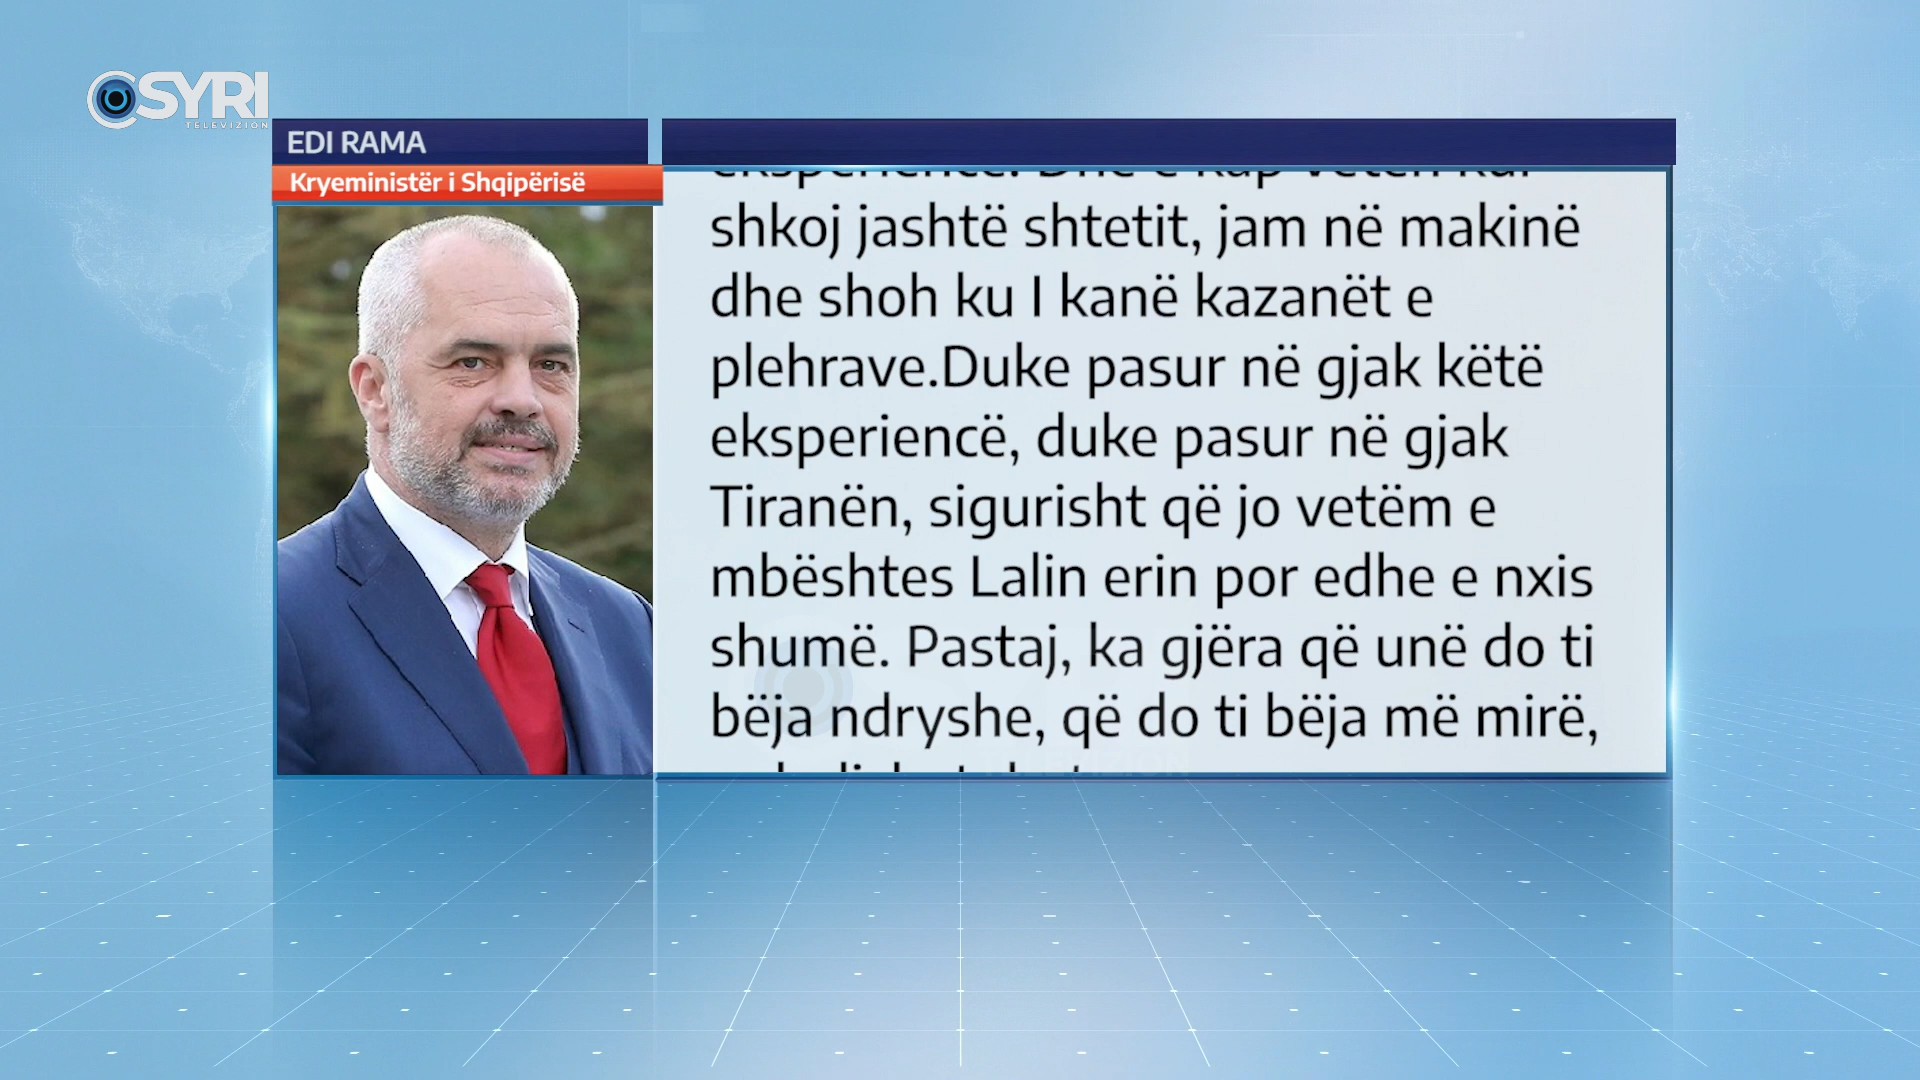 SYRI
TELEVIZION
EDI RAMA
Kryeministër i Shqipërisë
shkoj jashtë shtetit, jam në makinë
dhe shoh ku I kanë kazanët e
plehrave.Duke pasur në gjak këtë
eksperiencë, duke pasur në gjak
Tiranën, sigurisht që jo vetëm e
mbështes Lalin erin por edhe e nxis
shumë. Pastaj, ka gjëra që unë do ti
bëja ndryshe, që do ti bëja më mirë,